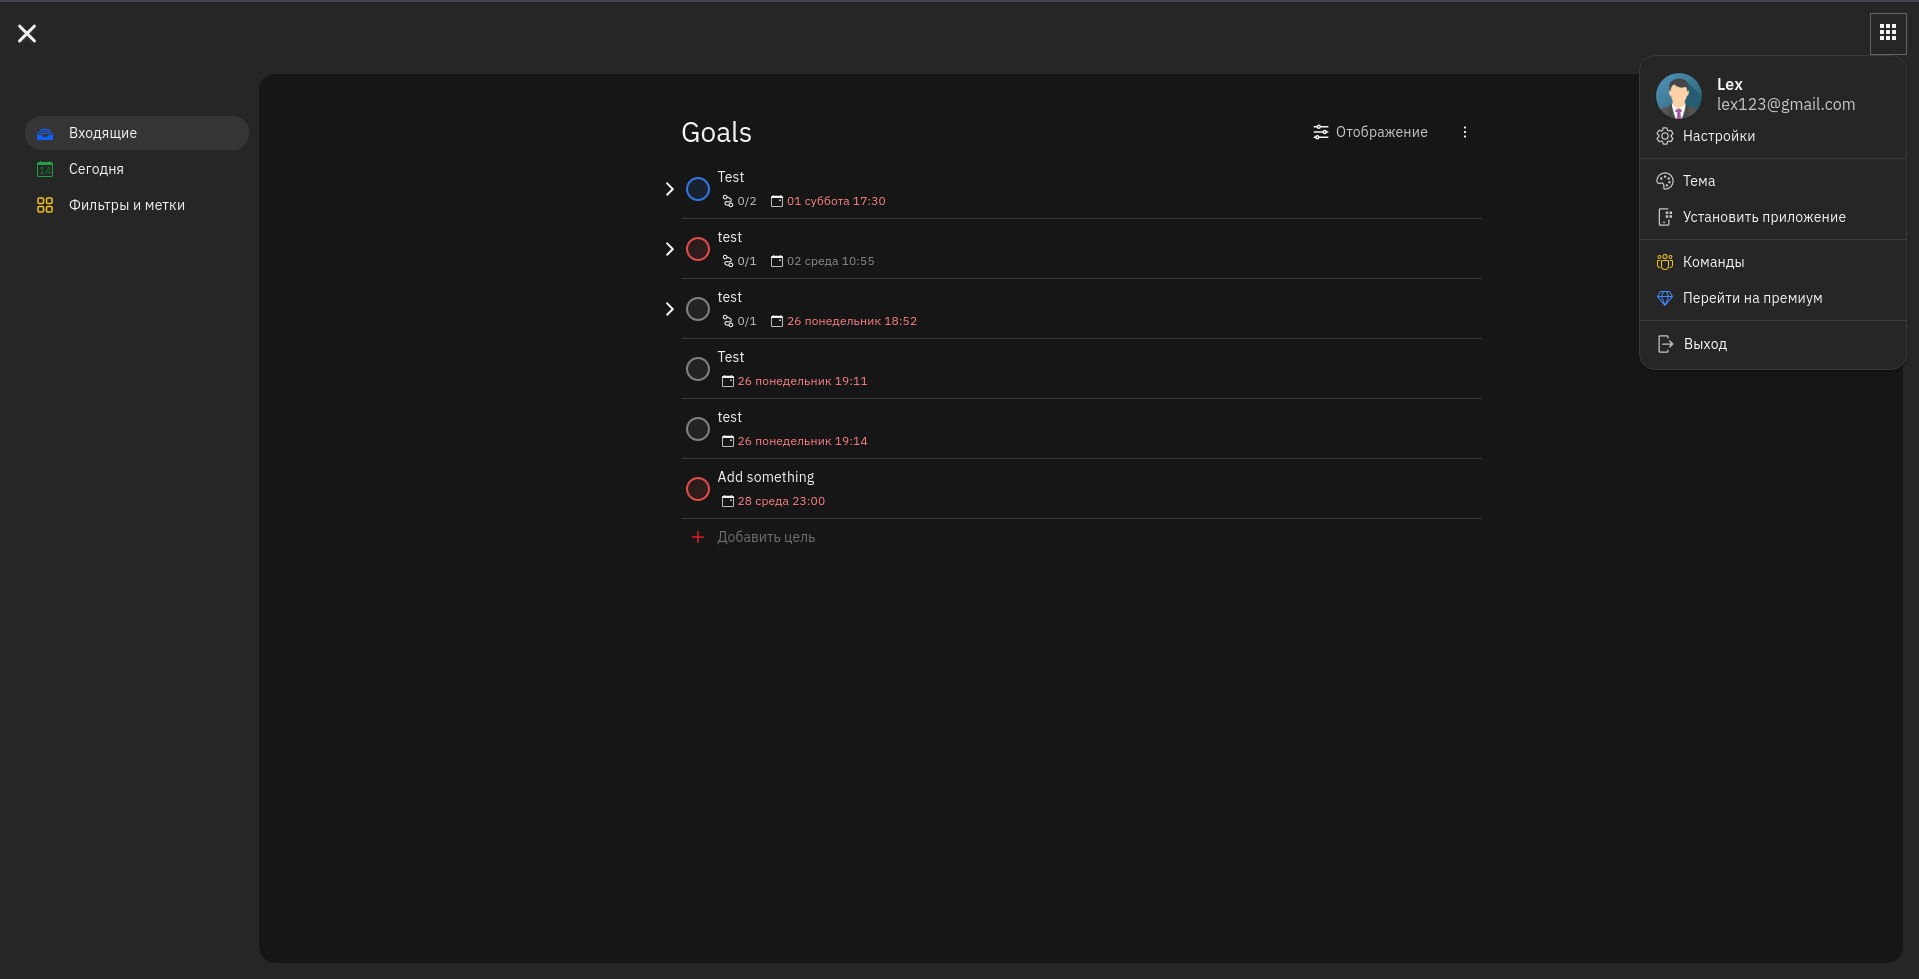 Входящие
14
Сегодня
Фильтры и метки
Goals
Отображение
Test
0/2 01 суббота 17:30
test
0/1 02 среда 10:55
test
0/1 26 понедельник 18:52
Test
26 понедельник 19:11
test
26 понедельник 19:14
Add something
28 среда 23:00
Добавить цель
Lex
lex123@gmail.com
Настройки
Тема
Установить приложение
Команды
Перейти на премиум
Выход